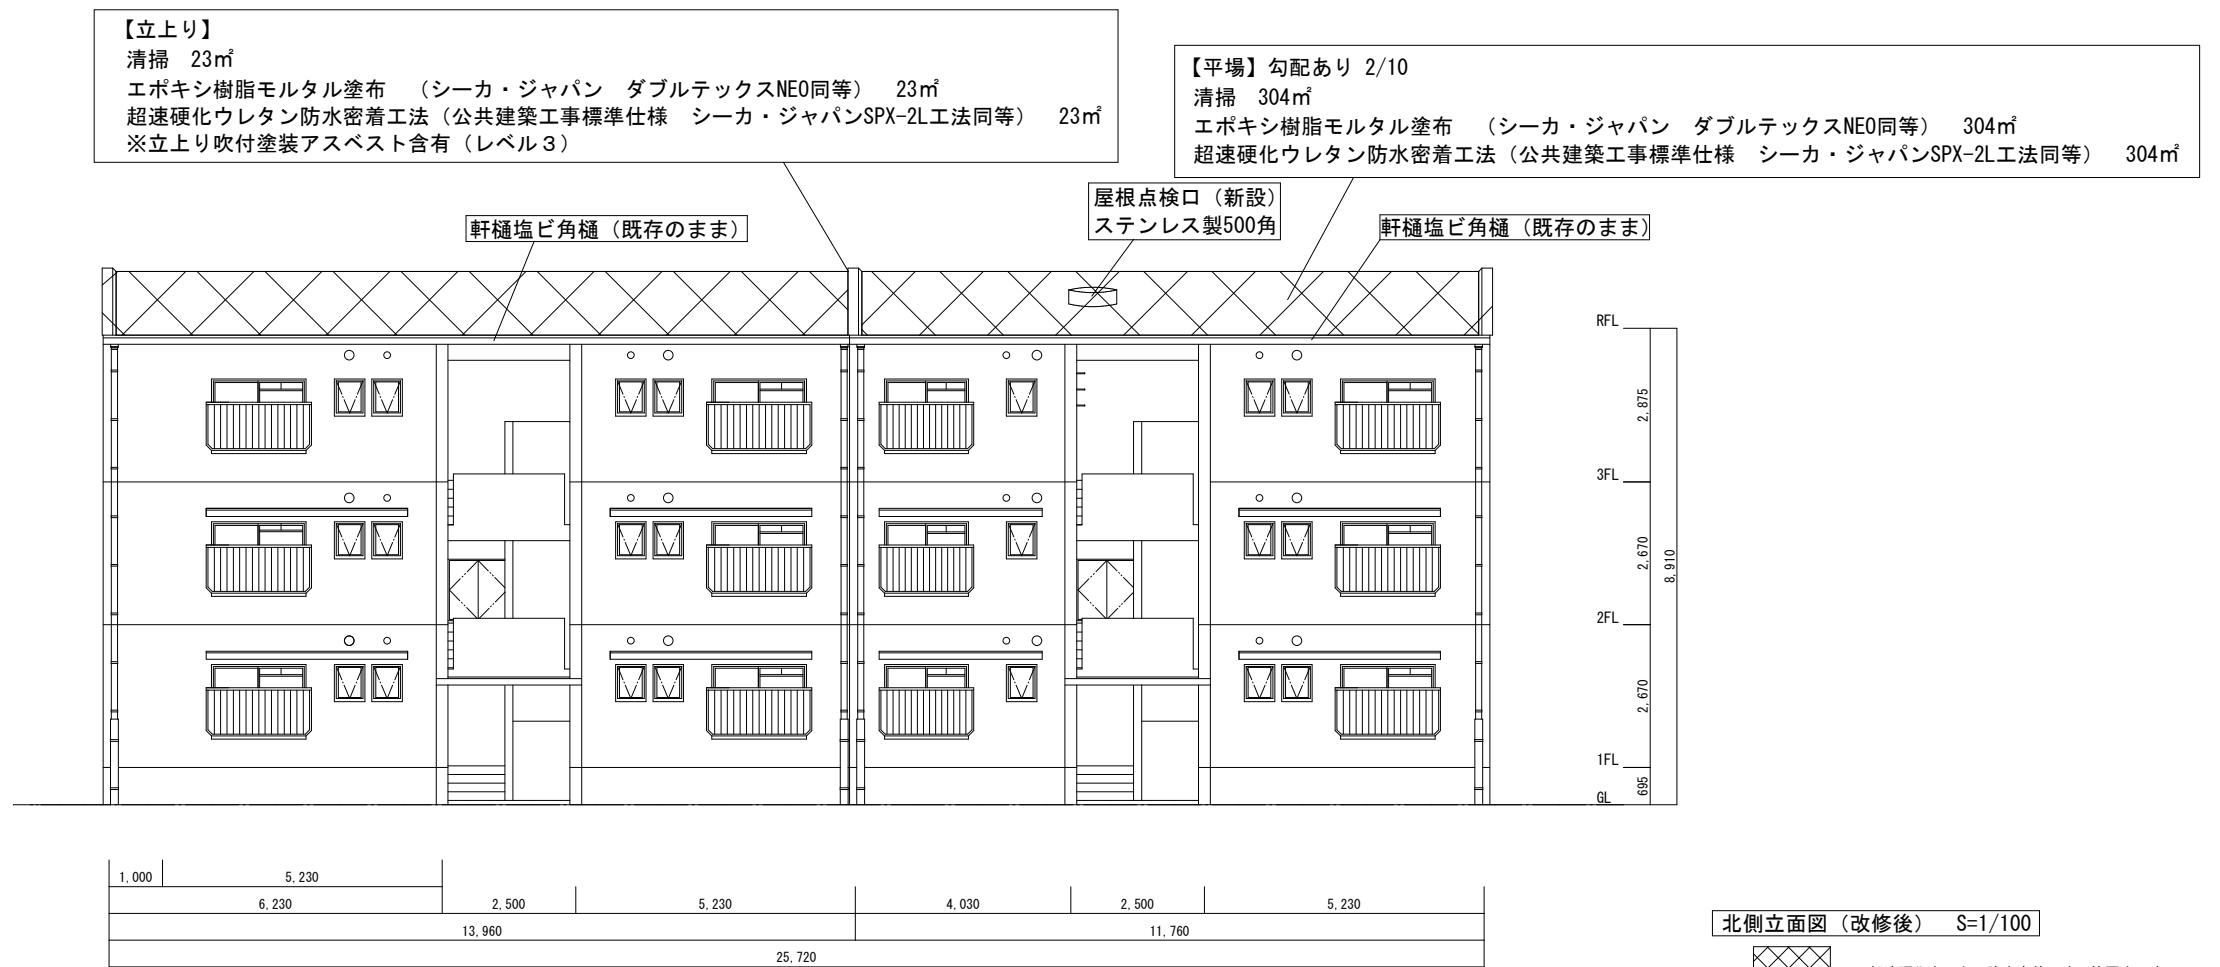 【立上り】
清掃　23㎡
エポキシ樹脂モルタル塗布　（シーカ・ジャパン　ダブルテックスNEO同等）　23㎡
超速硬化ウレタン防水密着工法（公共建築工事標準仕様　シーカ・ジャパンSPX-2L工法同等）　23㎡
※立上り吹付塗装アスベスト含有（レベル３）
【平場】勾配あり 2/10
清掃　304㎡
エポキシ樹脂モルタル塗布　（シーカ・ジャパン　ダブルテックスNEO同等）　304㎡
超速硬化ウレタン防水密着工法（公共建築工事標準仕様　シーカ・ジャパンSPX-2L工法同等）　304㎡
屋根点検口（新設）
ステンレス製500角
軒樋塩ビ角樋（既存のまま）
軒樋塩ビ角樋（既存のまま）
RFL
2,875
3FL
2,670
8,910
2FL
2,670
1FL
695
GL
1,000
5,230
6,230
2,500
5,230
4,030
2,500
5,230
13,960
11,760
25,720
北側立面図（改修後）　S=1/100